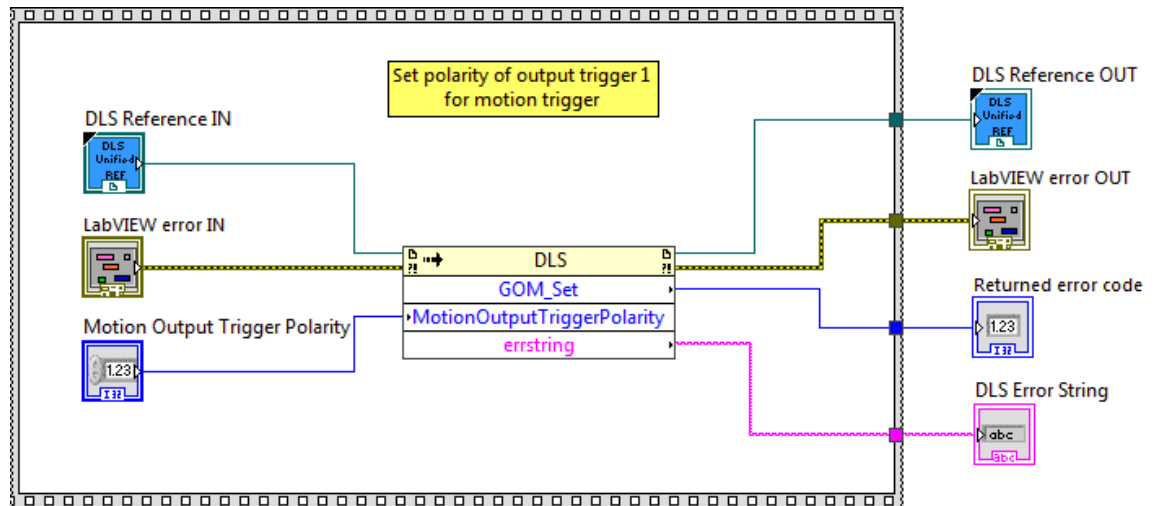 Set polarity of output trigger 1
for motion trigger
DLS Reference IN
DLS
Unified
REF
LabVIEW error IN
Motion Output Trigger Polarity
1.23
I32
?!
DLS
?!
GOM_Set
MotionOutputTriggerPolarity
errstring
DLS Reference OUT
DLS
Unified
REF
LabVIEW error OUT
Returned error code
1.23
I32
DLS Error String
abc
abc